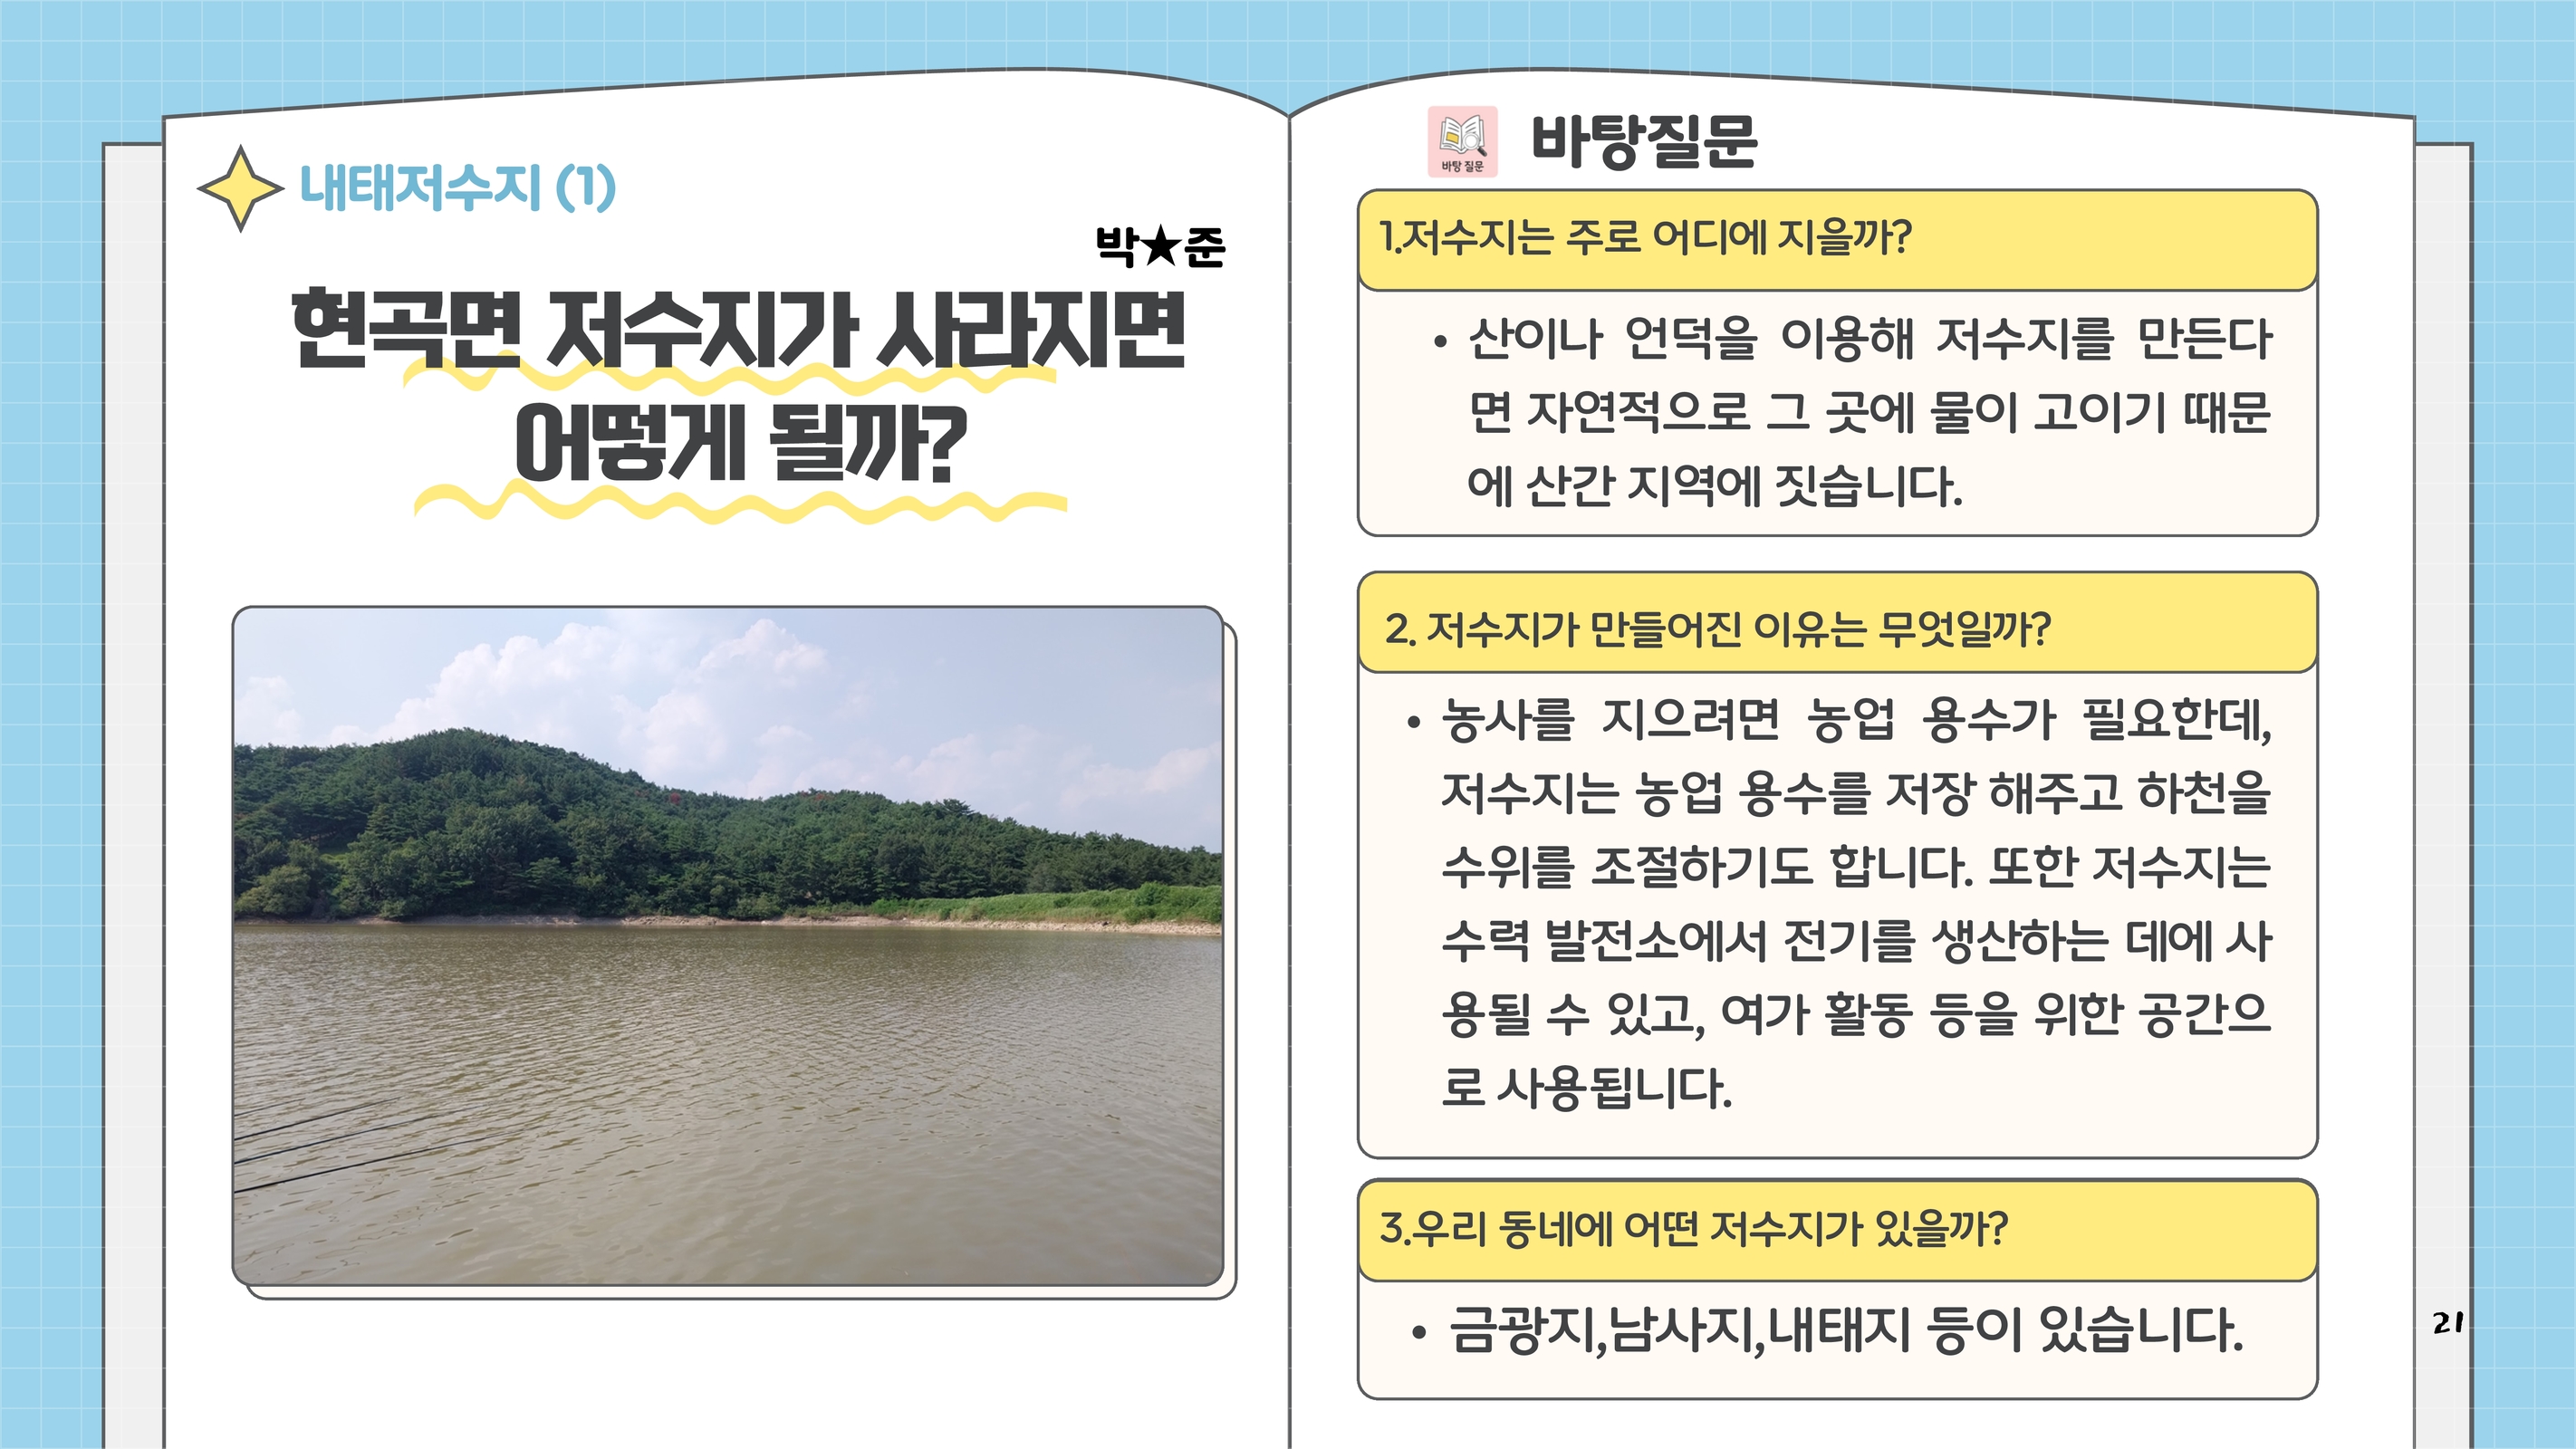 내태저수지 (1)
박★준
현곡면 저수지가 사라지면
어떻게 될까?
바탕 질문
바탕질문
1.저수지는 주로 어디에 지을까?
• 산이나 언덕을 이용해 저수지를 만든다
면 자연적으로 그 곳에 물이 고이기 때문
에 산간 지역에 짓습니다.
2. 저수지가 만들어진 이유는 무엇일까?
• 농사를 지으려면 농업 용수가 필요한데,
저수지는 농업 용수를 저장 해주고 하천을
수위를 조절하기도 합니다. 또한 저수지는
수력 발전소에서 전기를 생산하는 데에 사
용될 수 있고, 여가 활동 등을 위한 공간으
로 사용됩니다.
3.우리 동네에 어떤 저수지가 있을까?
• 금광지,남사지,내태지 등이 있습니다.
21